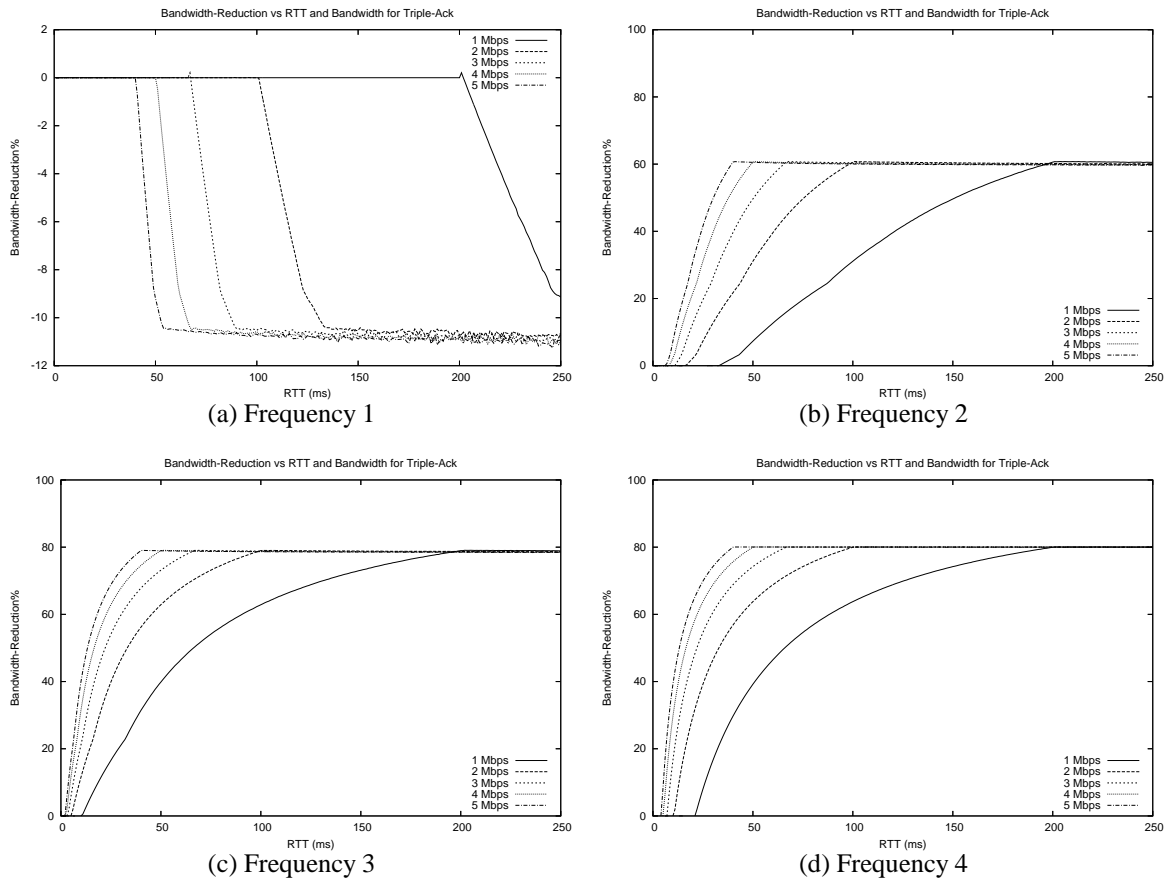 Bandwidth-Reduction vs RTT and Bandwidth for Triple-Ack
2
0
-2
-4
-6
-8
-10
-12
Bandwidth-Reduction%
1 Mbps
2 Mbps
3 Mbps
4 Mbps
5 Mbps
0 50 100 150 200 250
RTT (ms)
(a) Frequency 1
Bandwidth-Reduction vs RTT and Bandwidth for Triple-Ack
100
80
60
40
20
0
Bandwidth-Reduction%
1 Mbps
2 Mbps
3 Mbps
4 Mbps
5 Mbps
0 50 100 150 200 250
RTT (ms)
(b) Frequency 2
Bandwidth-Reduction vs RTT and Bandwidth for Triple-Ack
100
80
60
40
20
0
Bandwidth-Reduction%
1 Mbps
2 Mbps
3 Mbps
4 Mbps
5 Mbps
0 50 100 150 200 250
RTT (ms)
(c) Frequency 3
Bandwidth-Reduction vs RTT and Bandwidth for Triple-Ack
100
80
60
40
20
0
Bandwidth-Reduction%
1 Mbps
2 Mbps
3 Mbps
4 Mbps
5 Mbps
0 50 100 150 200 250
RTT (ms)
(d) Frequency 4